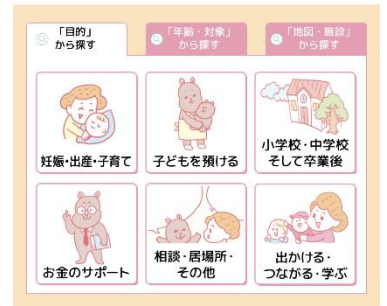 「目的」
から探す
「年齢・対象」
から探す
「地図・施設」
から探す
妊娠・出産・子育て
子どもを預ける
小学校・中学校
そして卒業後
お金のサポート
相談・居場所・
その他
出かける・
つながる・学ぶ